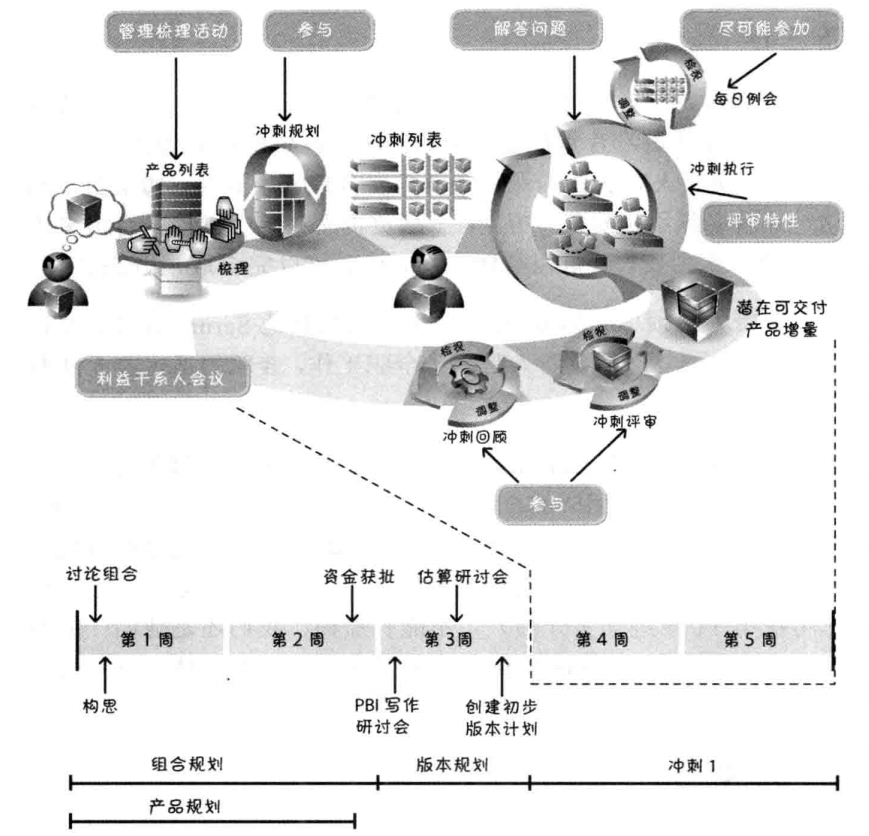 管理梳理活动
参与
解答问题
尽可能参加
检视
调整
每日例会
冲刺规划
冲刺列表
产品列表
冲刺执行
评审特性
梳理
潜在可交付
产品增量
检视
调整
检视
调整
利益干系人会议
冲刺回顾
冲刺评审
参与
讨论组合
资金获批
估算研讨会
第1周
第2周
第3周
第4周
第5周
构思
PBI 写作
研讨会
创建初步
版本计划
组合规划
版本规划
冲刺1
产品规划